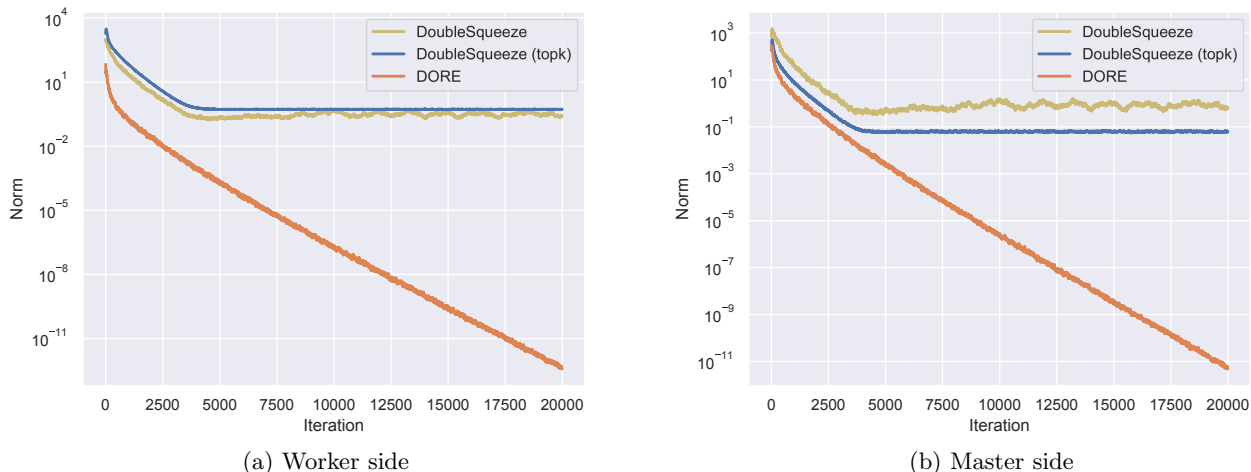 10^4
10^1
10^−2
10^−5
10^−8
10^−11
Norm
DoubleSqueeze
DoubleSqueeze (topk)
DORE
0 2500 5000 7500 10000 12500 15000 17500 20000
Iteration
(a) Worker side
10^3
10^1
10^−1
10^−3
10^−5
10^−7
10^−9
10^−11
Norm
DoubleSqueeze
DoubleSqueeze (topk)
DORE
0 2500 5000 7500 10000 12500 15000 17500 20000
Iteration
(b) Master side